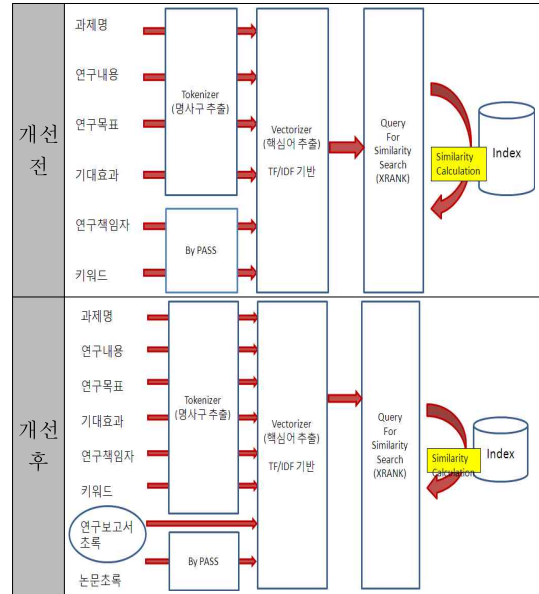 개선
전
과제명
연구내용
연구목표
기대효과
연구책임자
키워드
Tokenizer
(명사구 추출)
By PASS
Vectorizer
(핵심어 추출)
TF/IDF 기반
Query
For
Similarity
Search
(XRANK)
Similarity
Calculation
Index
개선
후
과제명
연구내용
연구목표
기대효과
연구책임자
키워드
연구보고서
초록
논문초록
Tokenizer
(명사구 추출)
By PASS
Vectorizer
(핵심어 추출)
TF/IDF 기반
Query
For
Similarity
Search
(XRANK)
Similarity
Calculation
Index